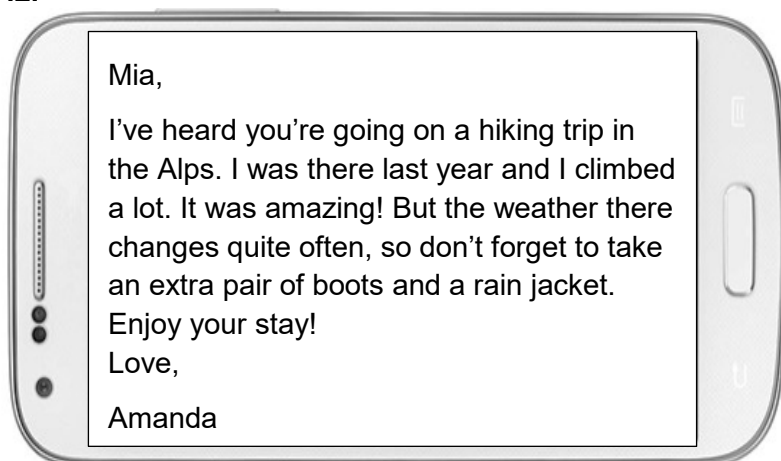 Mia,
I've heard you're going on a hiking trip in
the Alps. I was there last year and I climbed
a lot. It was amazing! But the weather there
changes quite often, so don't forget to take
an extra pair of boots and a rain jacket.
Enjoy your stay!
Love,
Amanda